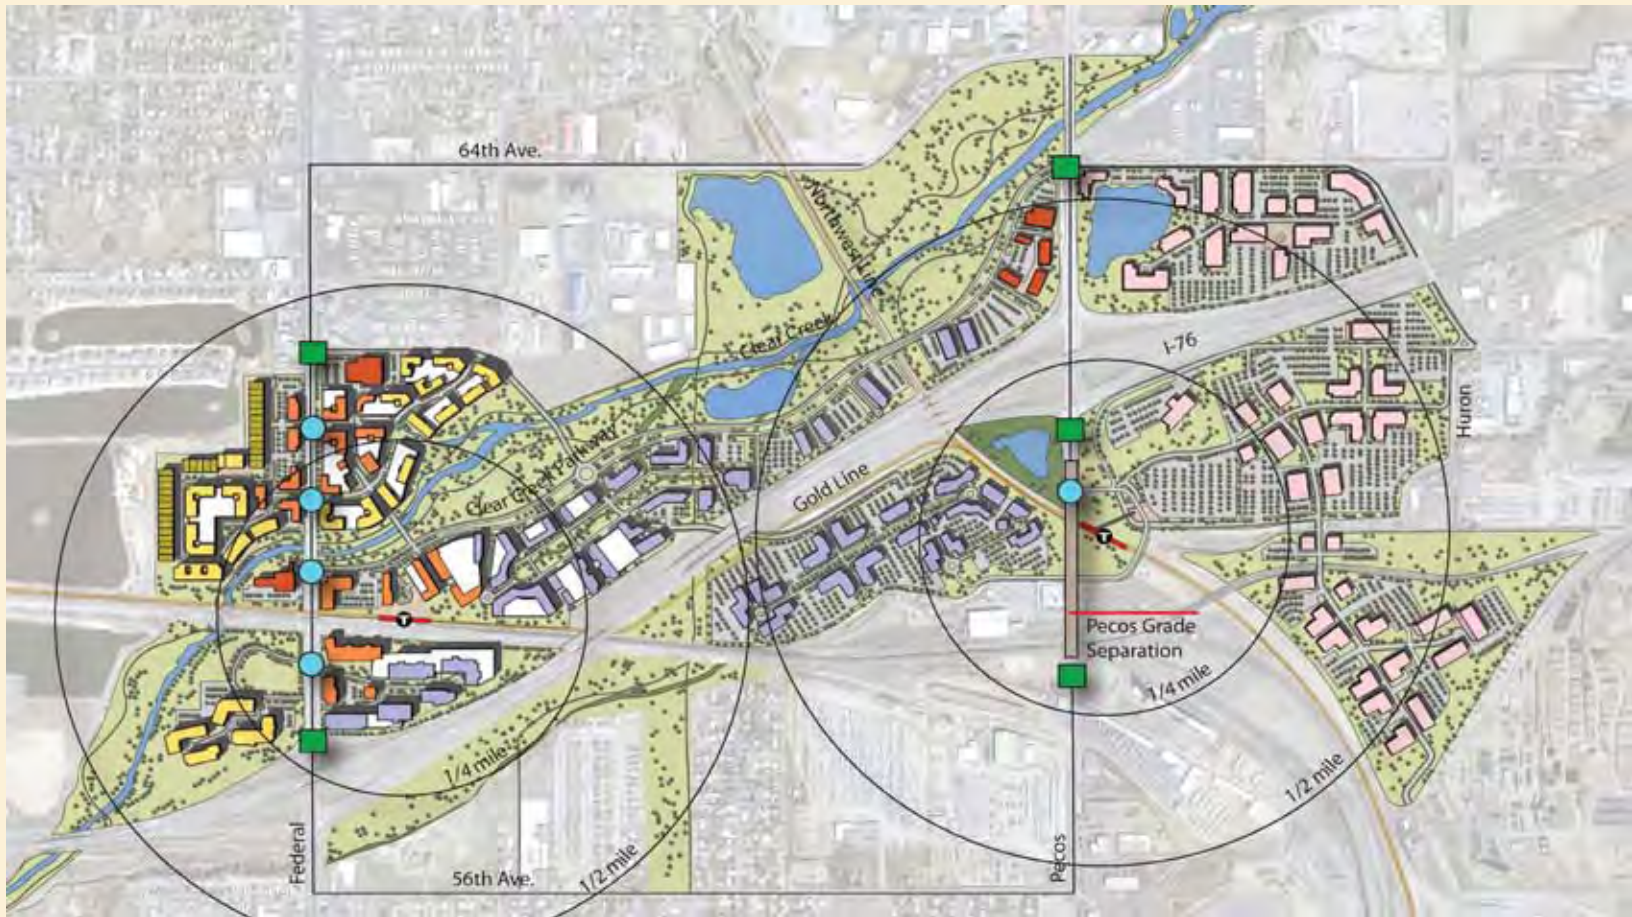 64th Ave.
Northwest Line
Clear Creek
I-76
Huron
Clear Creek Parkway
Gold Line
T
T
Pecos Grade
Separation
1/4 mile
1/4 mile
1/2 mile
Federal
Pecos
56th Ave.
1/2 mile